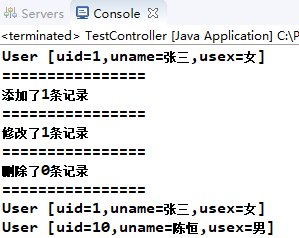 Servers
Console
<terminated> TestController [Java Application] C:\P
User [uid=1,uname=张三,usex=女]
================
添加了1条记录
================
修改了1条记录
================
删除了0条记录
================
User [uid=1,uname=张三,usex=女]
User [uid=10,uname=陈恒,usex=男]